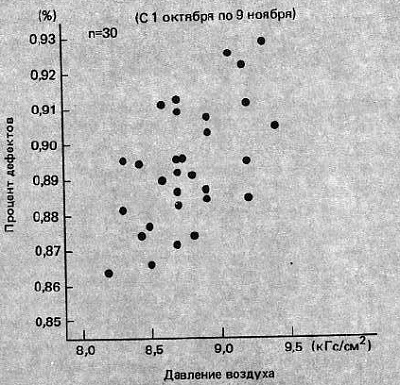 (%)
(С 1 октября по 9 ноября)
n=30
0,93
0,92
0,91
0,90
0,89
0,88
0,87
0,86
0,85
Процент дефектов
8,0 8,5 9,0 9,5 (кГс/см²)
Давление воздуха